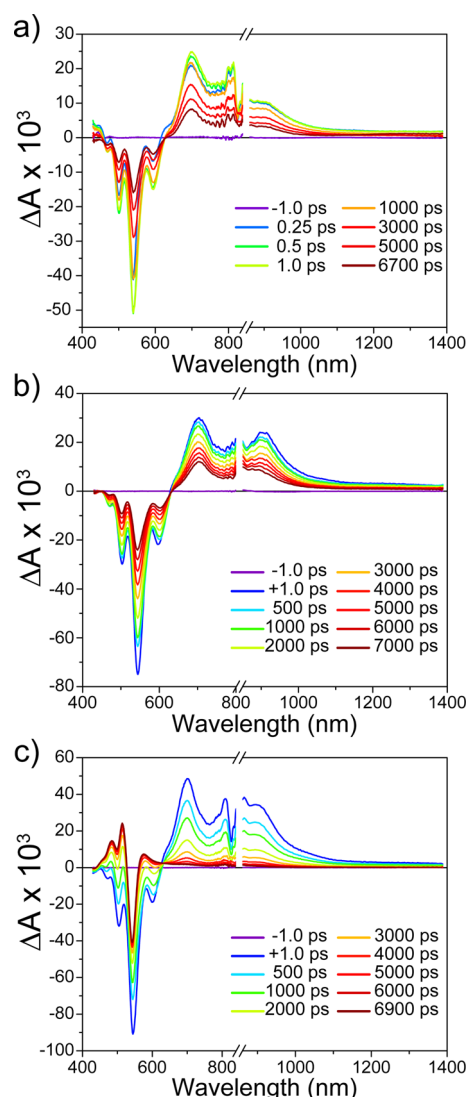 a)
30
20
10
0
-10
-20
-30
-40
-50
ΔA x 10³
-1.0 ps
0.25 ps
0.5 ps
1.0 ps
1000 ps
3000 ps
5000 ps
6700 ps
400 600 800 1000 1200 1400
Wavelength (nm)
b)
40
20
0
-20
-40
-60
-80
ΔA x 10³
-1.0 ps
+1.0 ps
500 ps
1000 ps
2000 ps
3000 ps
4000 ps
5000 ps
6000 ps
7000 ps
400 600 800 1000 1200 1400
Wavelength (nm)
c)
60
40
20
0
-20
-40
-60
-80
-100
ΔA x 10³
-1.0 ps
+1.0 ps
500 ps
1000 ps
2000 ps
3000 ps
4000 ps
5000 ps
6000 ps
6900 ps
400 600 800 1000 1200 1400
Wavelength (nm)